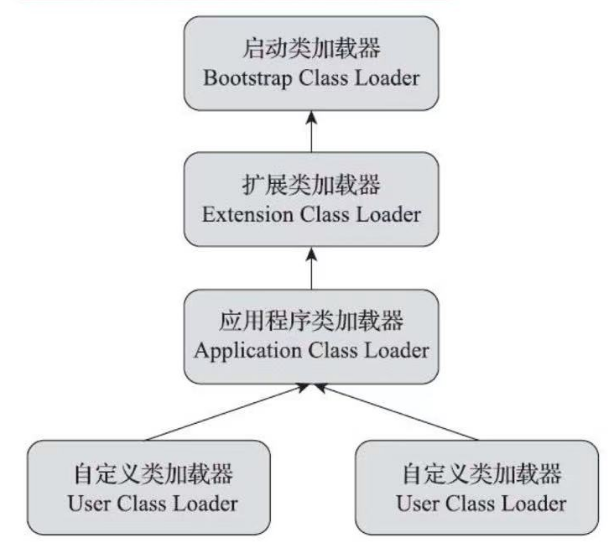 启动类加载器
Bootstrap Class Loader
扩展类加载器
Extension Class Loader
应用程序类加载器
Application Class Loader
自定义类加载器
User Class Loader
自定义类加载器
User Class Loader